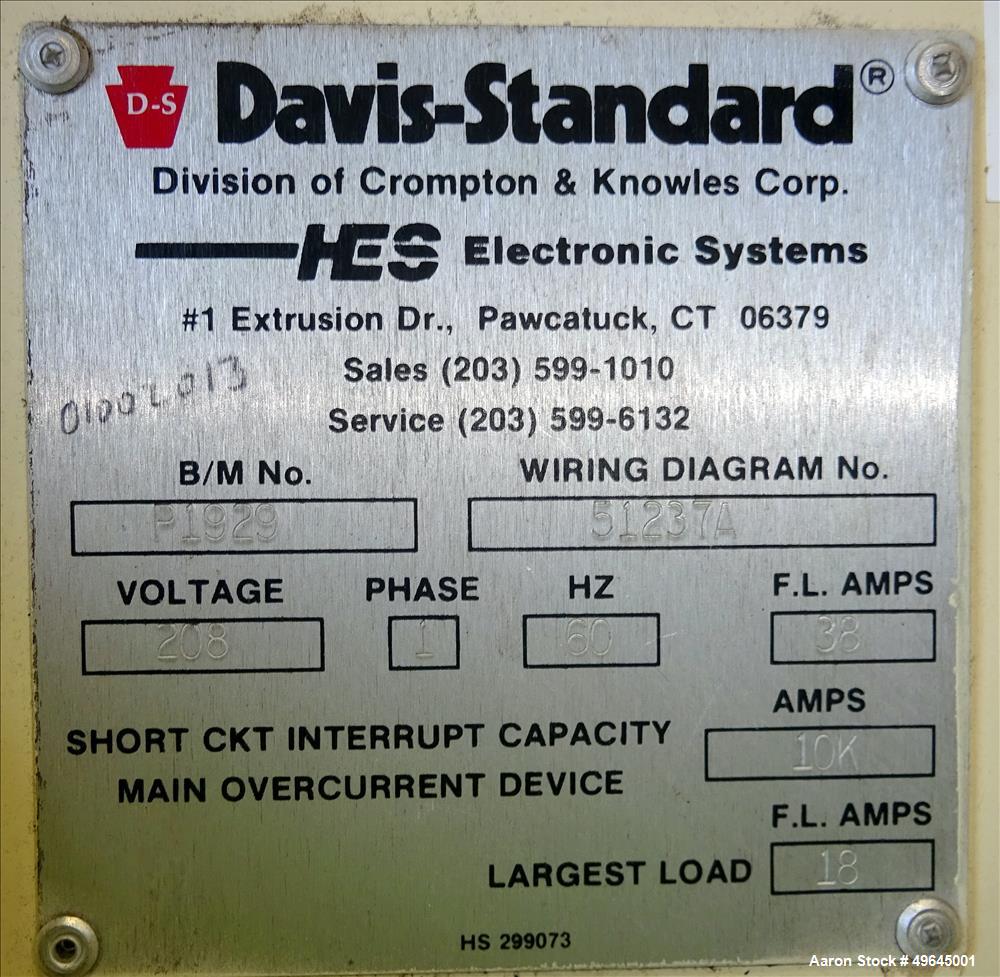 D-S Davis-Standard®
Division of Crompton & Knowles Corp.
HES Electronic Systems
#1 Extrusion Dr., Pawcatuck, CT 06379
Sales (203) 599-1010
01002013
Service (203) 599-6132
B/M No. WIRING DIAGRAM No.
P1929 51237A
VOLTAGE PHASE HZ F.L. AMPS
208 1 60 38
AMPS
SHORT CKT INTERRUPT CAPACITY
10K
MAIN OVERCURRENT DEVICE
F.L. AMPS
LARGEST LOAD 18
HS 299073
Aaron Stock # 49645001